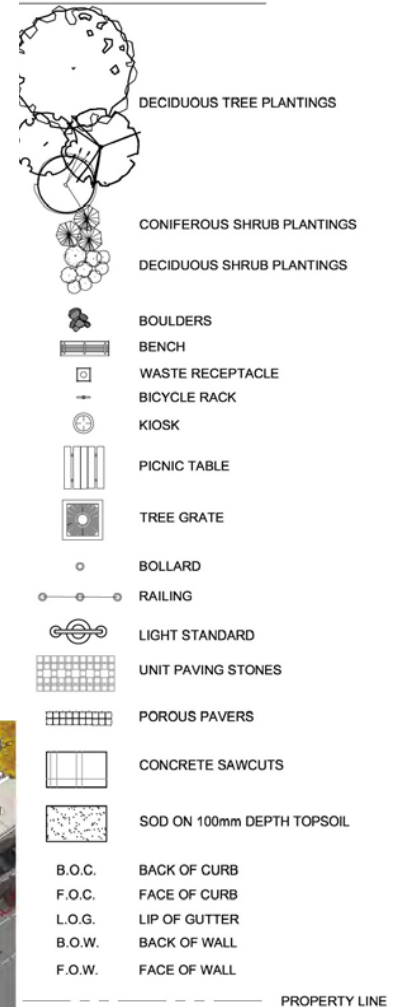 DECIDUOUS TREE PLANTINGS
CONIFEROUS SHRUB PLANTINGS
DECIDUOUS SHRUB PLANTINGS
BOULDERS
BENCH
WASTE RECEPTACLE
BICYCLE RACK
KIOSK
PICNIC TABLE
TREE GRATE
BOLLARD
RAILING
LIGHT STANDARD
UNIT PAVING STONES
POROUS PAVERS
CONCRETE SAWCUTS
SOD ON 100mm DEPTH TOPSOIL
B.O.C. BACK OF CURB
F.O.C. FACE OF CURB
L.O.G. LIP OF GUTTER
B.O.W. BACK OF WALL
F.O.W. FACE OF WALL
PROPERTY LINE